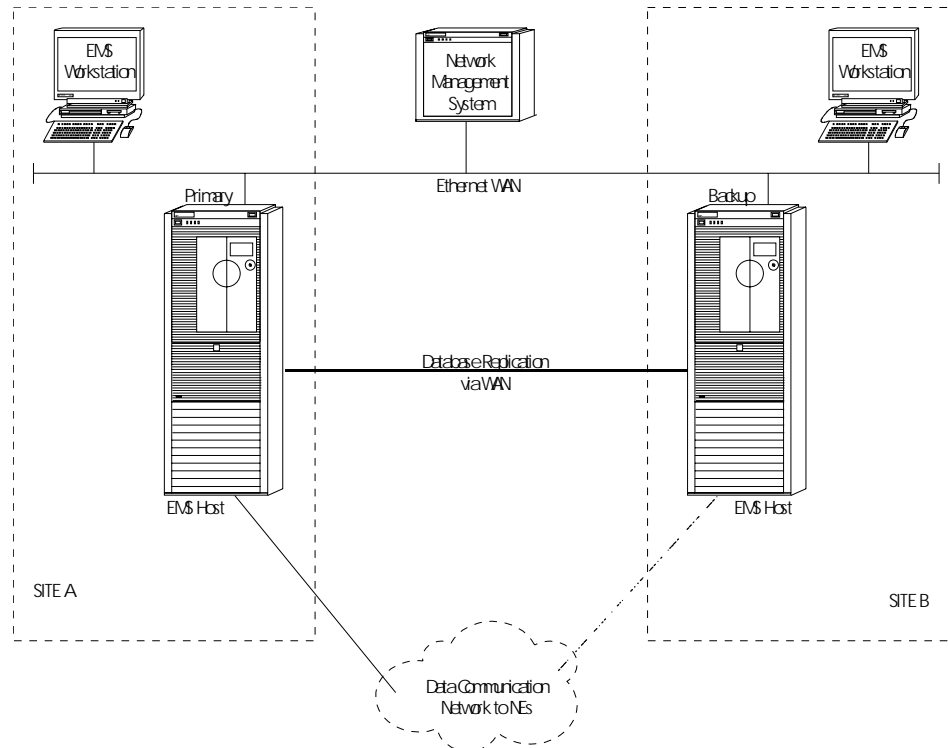 EMS
Workstation
Network
Management
System
EMS
Workstation
Ethernet WAN
Primary
Backup
Database Replication
via WAN
EMS Host
EMS Host
SITE A
SITE B
Data Communication
Network to NEs